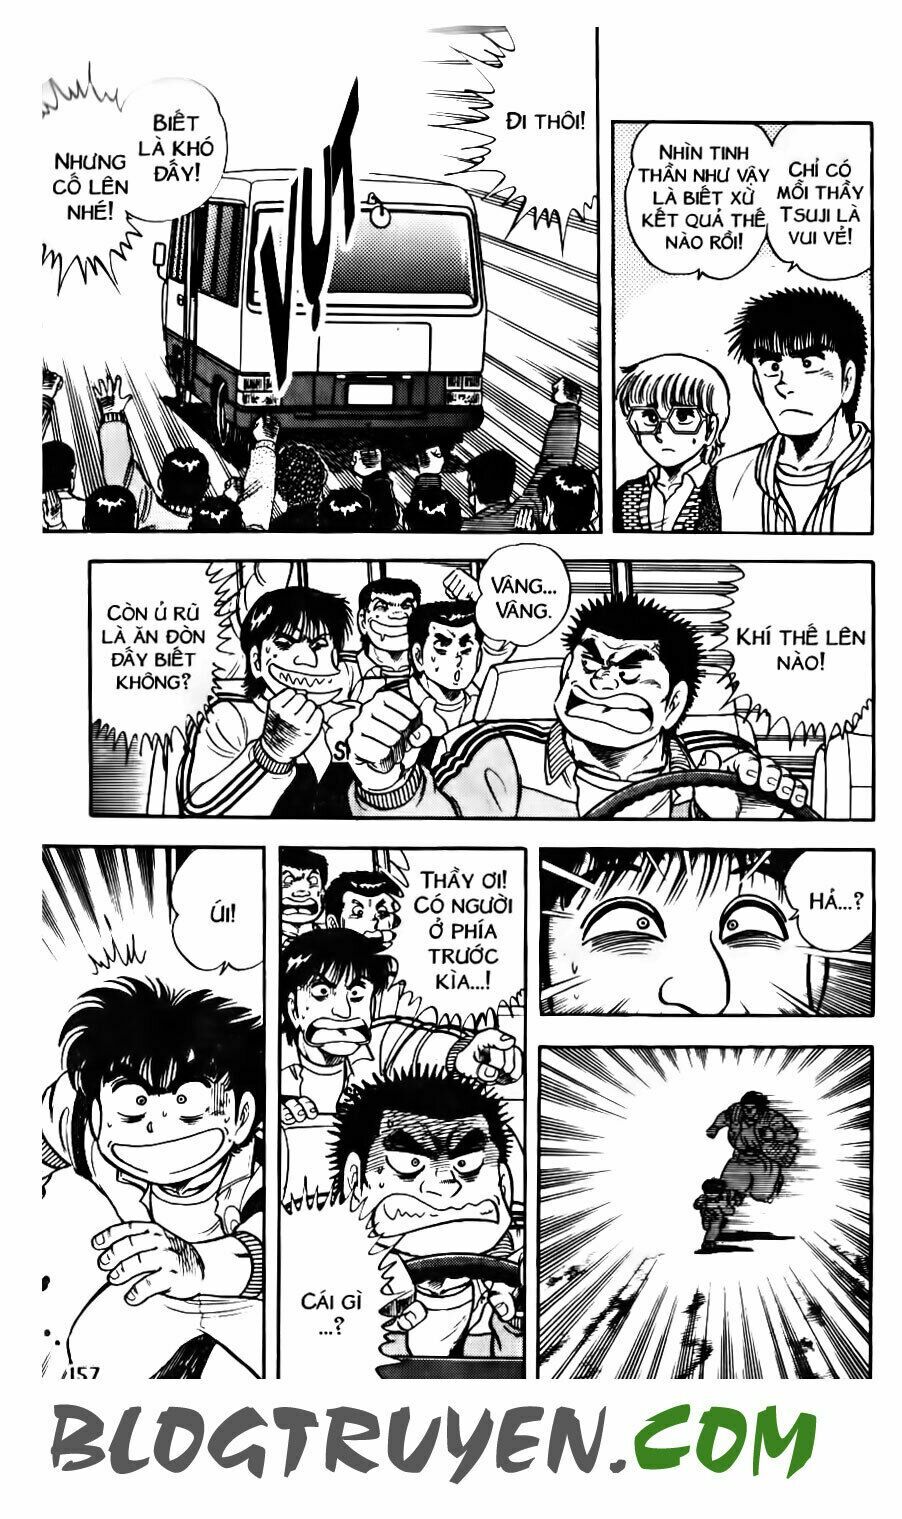 CHỈ CÓ
MỖI THẦY
TSUJI LÀ
VUI VẺ!
NHÌN TINH
THẦN NHƯ VẬY
LÀ BIẾT XỪ
KẾT QUẢ THẾ
NÀO RỒI!
ĐI THÔI!
VỤT
BIẾT
LÀ KHÓ
ĐẤY!
NHƯNG
CỐ LÊN
NHÉ!
KHÍ THẾ LÊN
NÀO!
VÂNG...
VÂNG.
CÒN Ủ RŨ
LÀ ĂN ĐÒN
ĐẤY BIẾT
KHÔNG?
HẢ...?
THẦY ƠI!
CÓ NGƯỜI
Ở PHÍA
TRƯỚC
KÌA...!
CÁI GÌ
...?
ÚI!
157
BLOGTRUYEN.COM